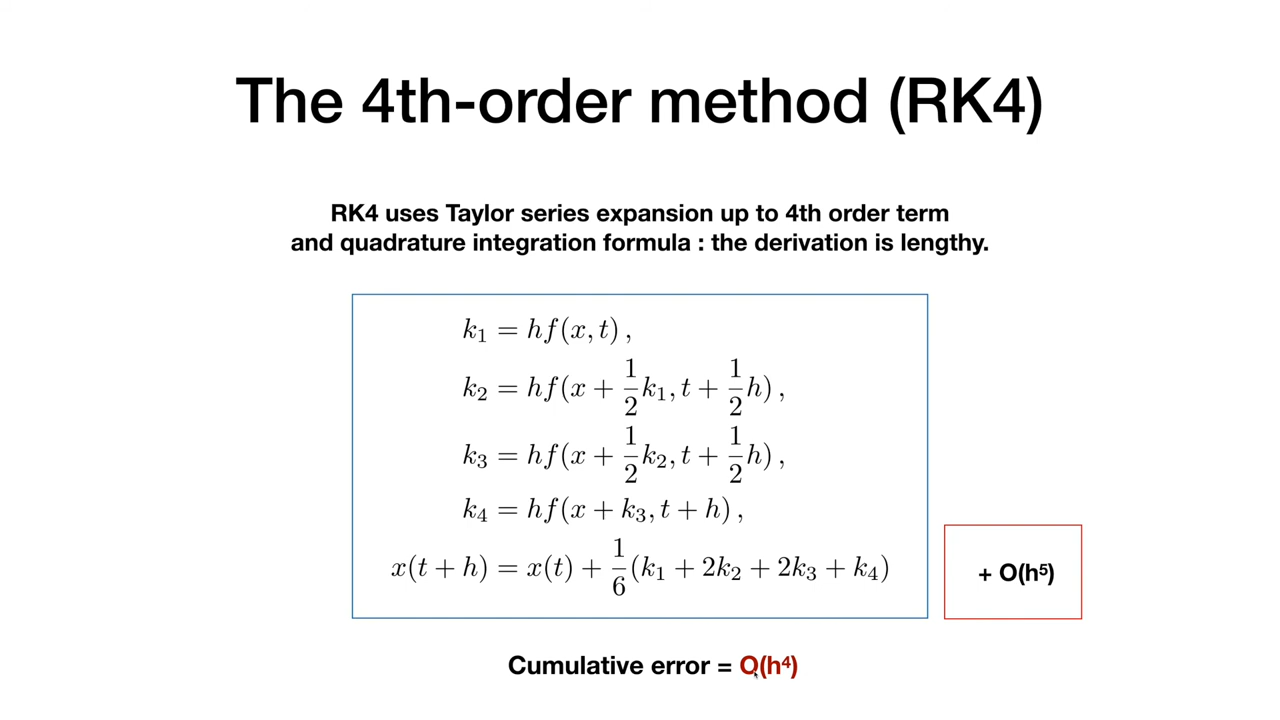 The 4th-order method (RK4)
RK4 uses Taylor series expansion up to 4th order term
and quadrature integration formula : the derivation is lengthy.
k₁ = hf(x, t) ,
k₂ = hf(x + 1/2 k₁, t + 1/2 h) ,
k₃ = hf(x + 1/2 k₂, t + 1/2 h) ,
k₄ = hf(x + k₃, t + h) ,
x(t + h) = x(t) + 1/6 (k₁ + 2k₂ + 2k₃ + k₄)
+ O(h⁵)
Cumulative error = O(h⁴)